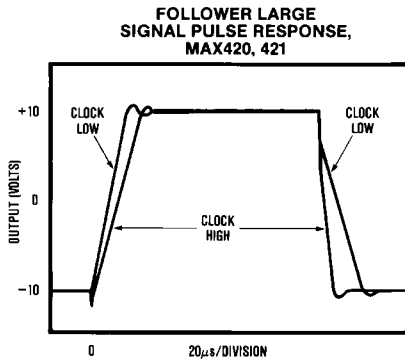 FOLLOWER LARGE
SIGNAL PULSE RESPONSE,
MAX420, 421
+10
CLOCK
LOW
CLOCK
LOW
OUTPUT (VOLTS)
0
CLOCK
HIGH
-10
0
20μs/DIVISION